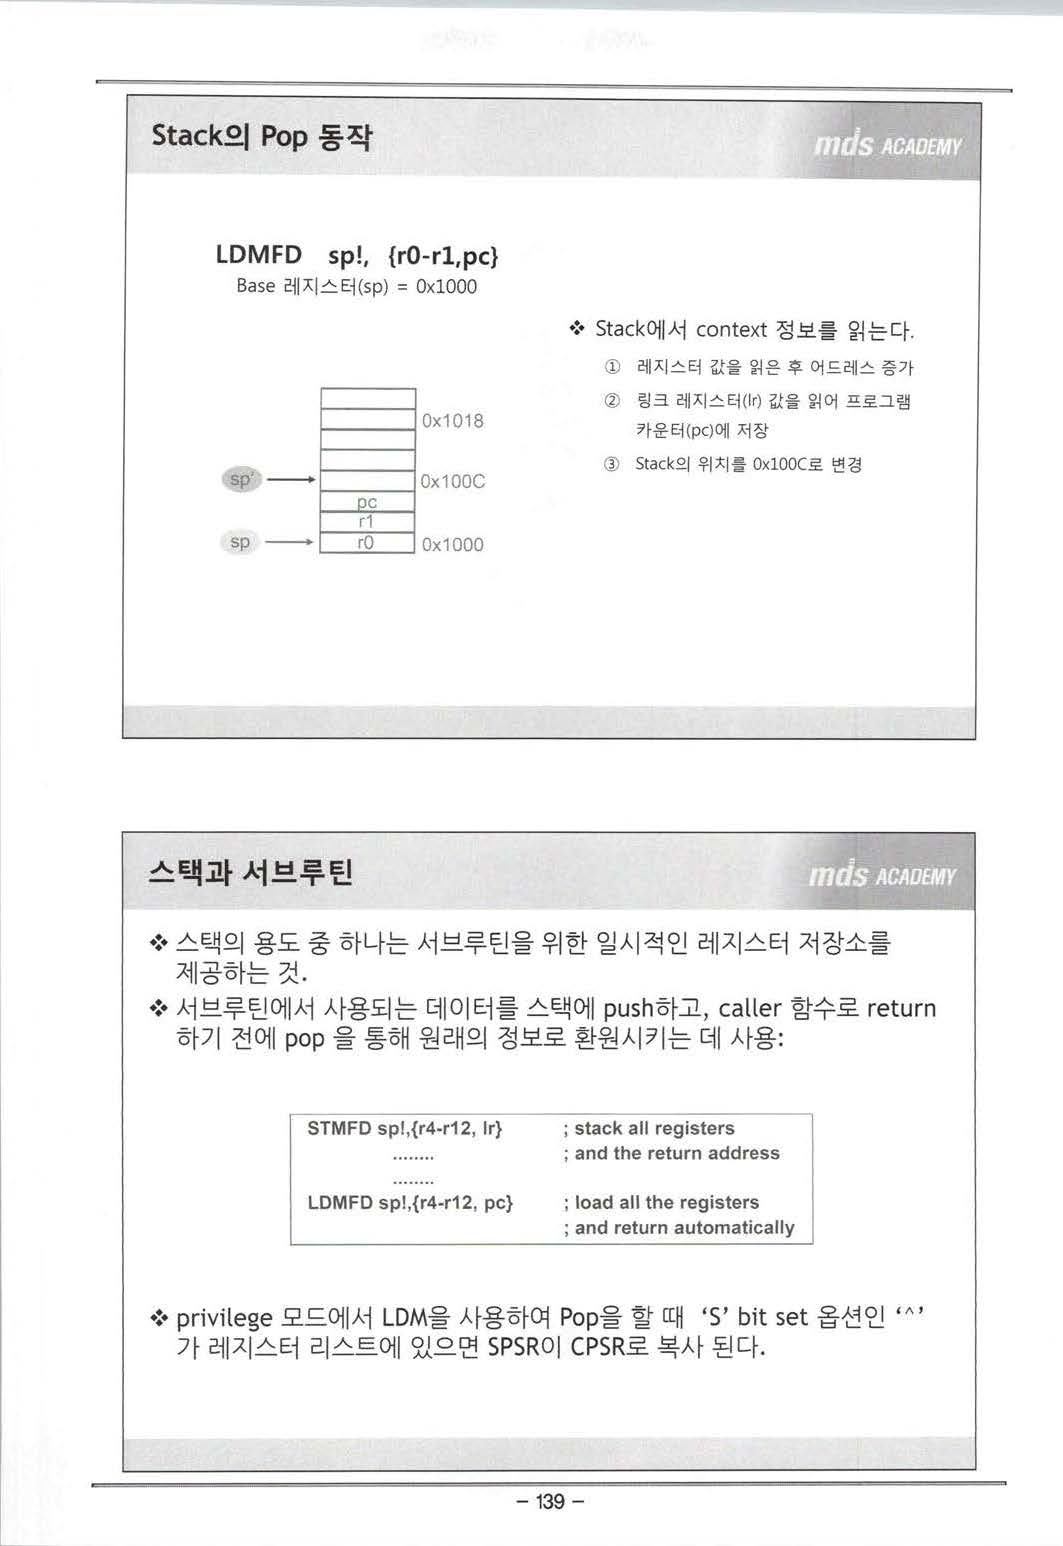 Stack의 Pop 동작
mds ACADEMY
LDMFD sp!, {r0-r1,pc}
Base 레지스터(sp) = 0x1000
❖ Stack에서 context 정보를 읽는다.
① 레지스터 값을 읽은 후 어드레스 증가
② 링크 레지스터(lr) 값을 읽어 프로그램
카운터(pc)에 저장
③ Stack의 위치를 0x100C로 변경
0x1018
sp' 0x100C
pc
r1
sp r0 0x1000
스택과 서브루틴
mds ACADEMY
❖ 스택의 용도 중 하나는 서브루틴을 위한 일시적인 레지스터 저장소를
제공하는 것.
❖ 서브루틴에서 사용되는 데이터를 스택에 push하고, caller 함수로 return
하기 전에 pop 을 통해 원래의 정보로 환원시키는 데 사용:
STMFD sp!,{r4-r12, lr} ; stack all registers
........ ; and the return address
........
LDMFD sp!,{r4-r12, pc} ; load all the registers
; and return automatically
❖ privilege 모드에서 LDM을 사용하여 Pop을 할 때 ‘S’ bit set 옵션인 ‘^’
가 레지스터 리스트에 있으면 SPSR이 CPSR로 복사 된다.
- 139 -